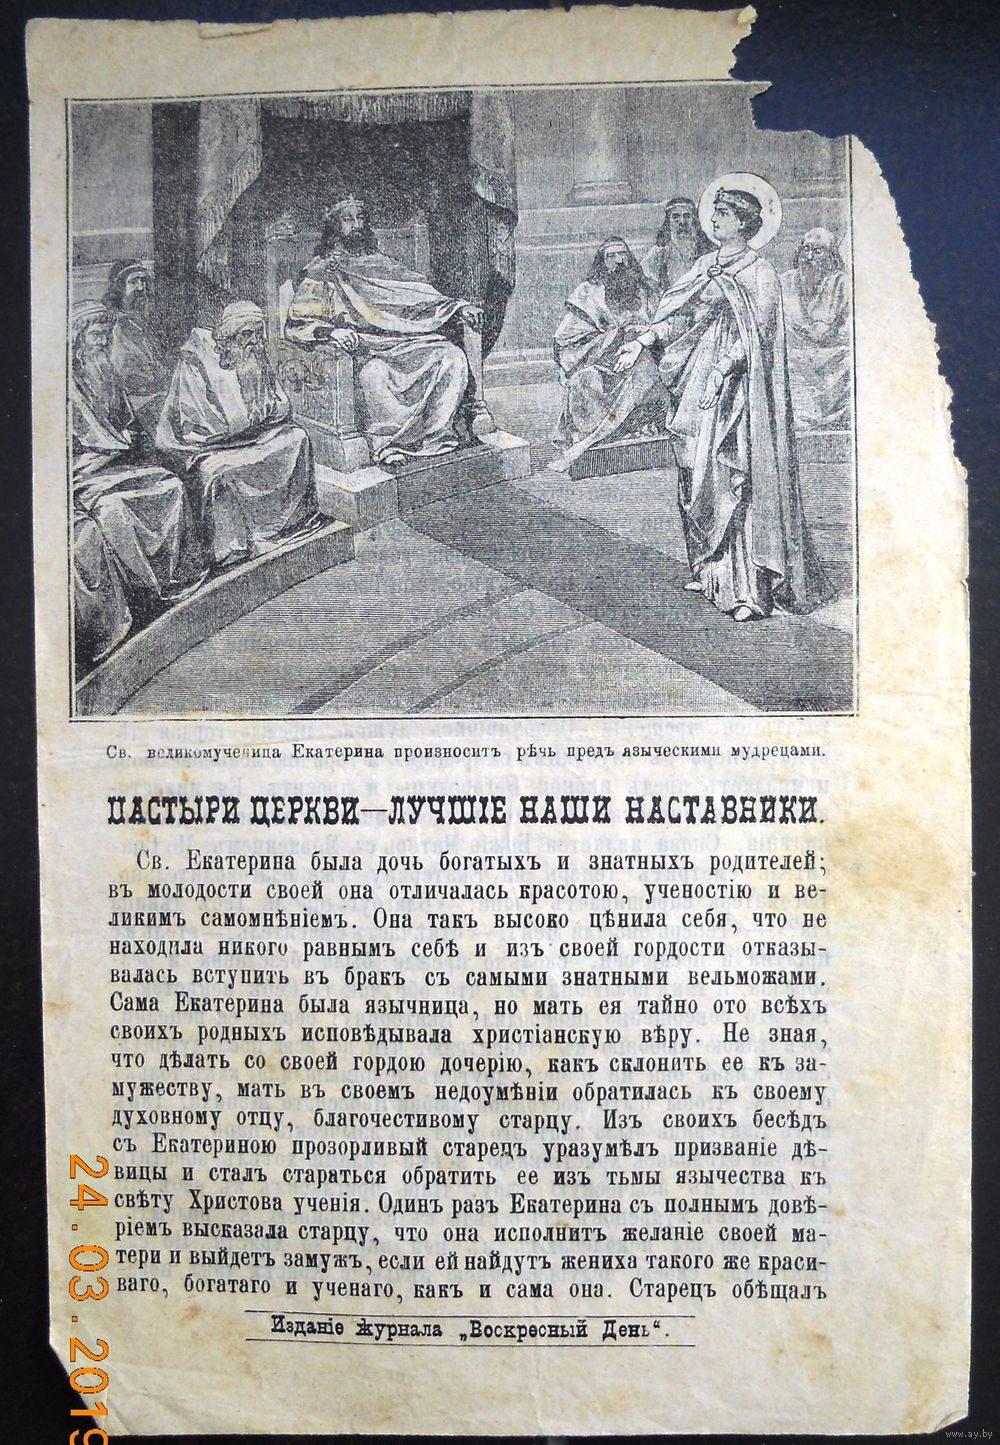 Св. великомученица Екатерина произноситъ рѣчь предъ языческими мудрецами.
ПАСТЫРИ ЦЕРКВИ—ЛУЧШІЕ НАШИ НАСТАВНИКИ.
Св. Екатерина была дочь богатыхъ и знатныхъ родителей;
въ молодости своей она отличалась красотою, ученостію и ве-
ликимъ самомнѣніемъ. Она такъ высоко цѣнила себя, что не
находила никого равнымъ себѣ и изъ своей гордости отказы-
валась вступить въ бракъ съ самыми знатными вельможами.
Сама Екатерина была язычница, но мать ея тайно ото всѣхъ
своихъ родныхъ исповѣдывала христіанскую вѣру. Не зная,
что дѣлать со своей гордою дочерію, какъ склонить ее къ за-
мужеству, мать въ своемъ недоумѣніи обратилась къ своему
духовному отцу, благочестивому старцу. Изъ своихъ бесѣдъ
съ Екатериною прозорливый старецъ уразумѣлъ призваніе дѣ-
вицы и сталъ стараться обратить ее изъ тьмы язычества къ
свѣту Христова ученія. Одинъ разъ Екатерина съ полнымъ довѣ-
ріемъ высказала старцу, что она исполнитъ желаніе своей ма-
тери и выйдетъ замужъ, если ей найдутъ жениха такого же краси-
ваго, богатаго и ученаго, какъ и сама она. Старецъ обѣщалъ
Изданіе журнала „Воскресный День“.
24.03.2019
www.ay.by